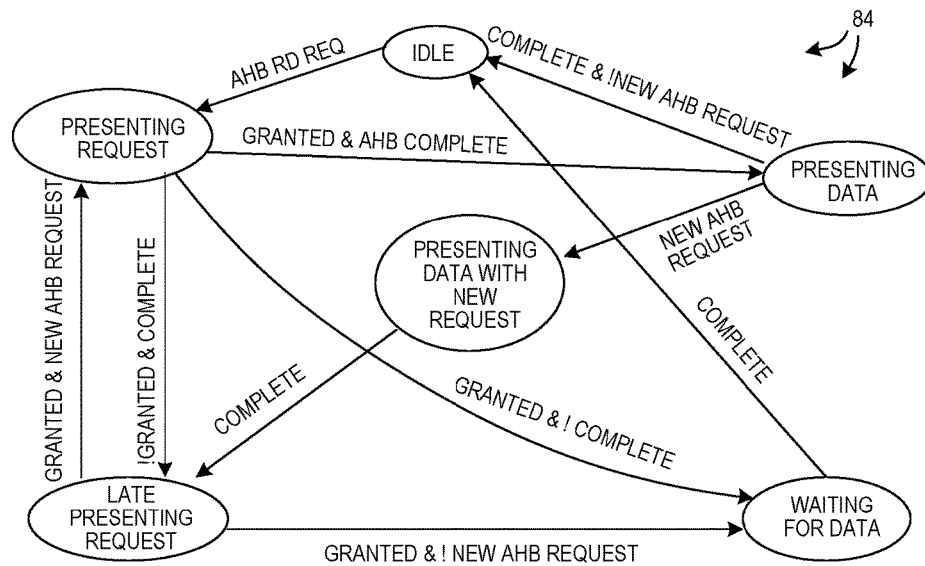 84
IDLE
AHB RD REQ
COMPLETE & !NEW AHB REQUEST
PRESENTING
REQUEST
GRANTED & AHB COMPLETE
PRESENTING
DATA
NEW AHB
REQUEST
PRESENTING
DATA WITH
NEW
REQUEST
GRANTED & NEW AHB REQUEST
!GRANTED & COMPLETE
COMPLETE
COMPLETE
GRANTED & ! COMPLETE
LATE
PRESENTING
REQUEST
WAITING
FOR DATA
GRANTED & ! NEW AHB REQUEST